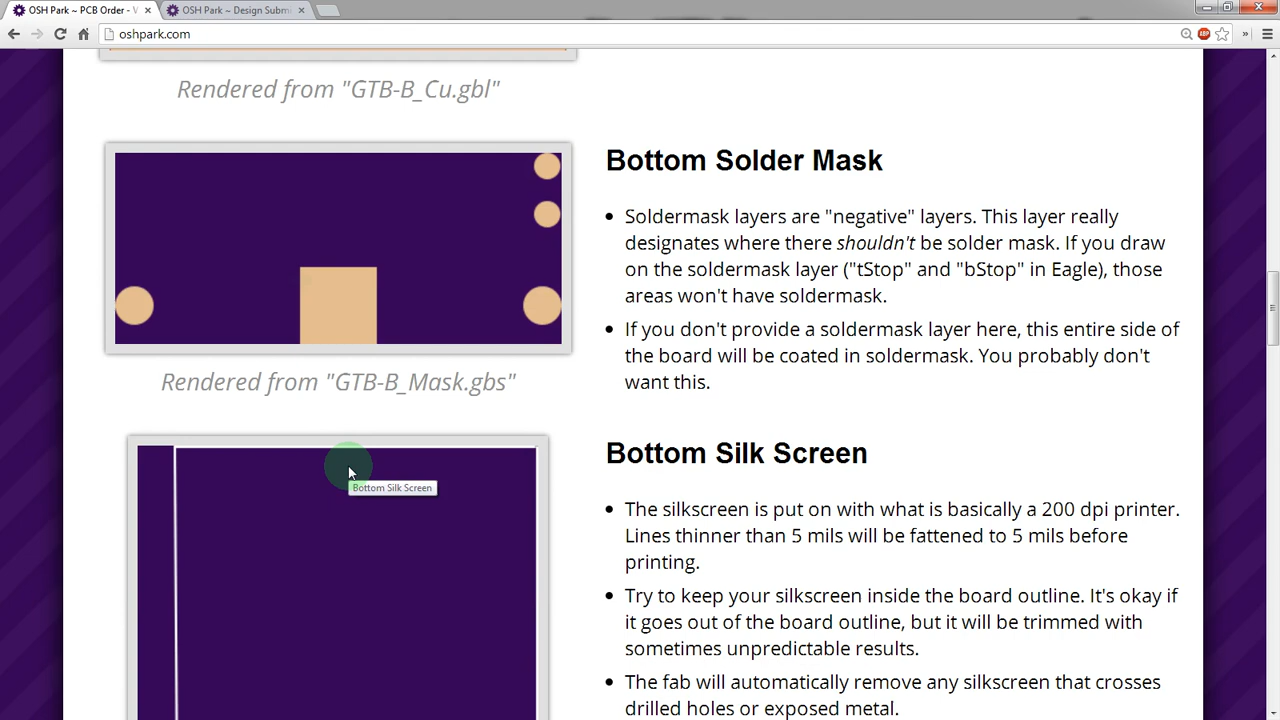 OSH Park ~ PCB Order - V
OSH Park ~ Design Subm
oshpark.com
ABP
Rendered from "GTB-B_Cu.gbl"
Bottom Solder Mask
• Soldermask layers are "negative" layers. This layer really
designates where there shouldn't be solder mask. If you draw
on the soldermask layer ("tStop" and "bStop" in Eagle), those
areas won't have soldermask.
• If you don't provide a soldermask layer here, this entire side of
the board will be coated in soldermask. You probably don't
want this.
Rendered from "GTB-B_Mask.gbs"
Bottom Silk Screen
Bottom Silk Screen
• The silkscreen is put on with what is basically a 200 dpi printer.
Lines thinner than 5 mils will be fattened to 5 mils before
printing.
• Try to keep your silkscreen inside the board outline. It's okay if
it goes out of the board outline, but it will be trimmed with
sometimes unpredictable results.
• The fab will automatically remove any silkscreen that crosses
drilled holes or exposed metal.